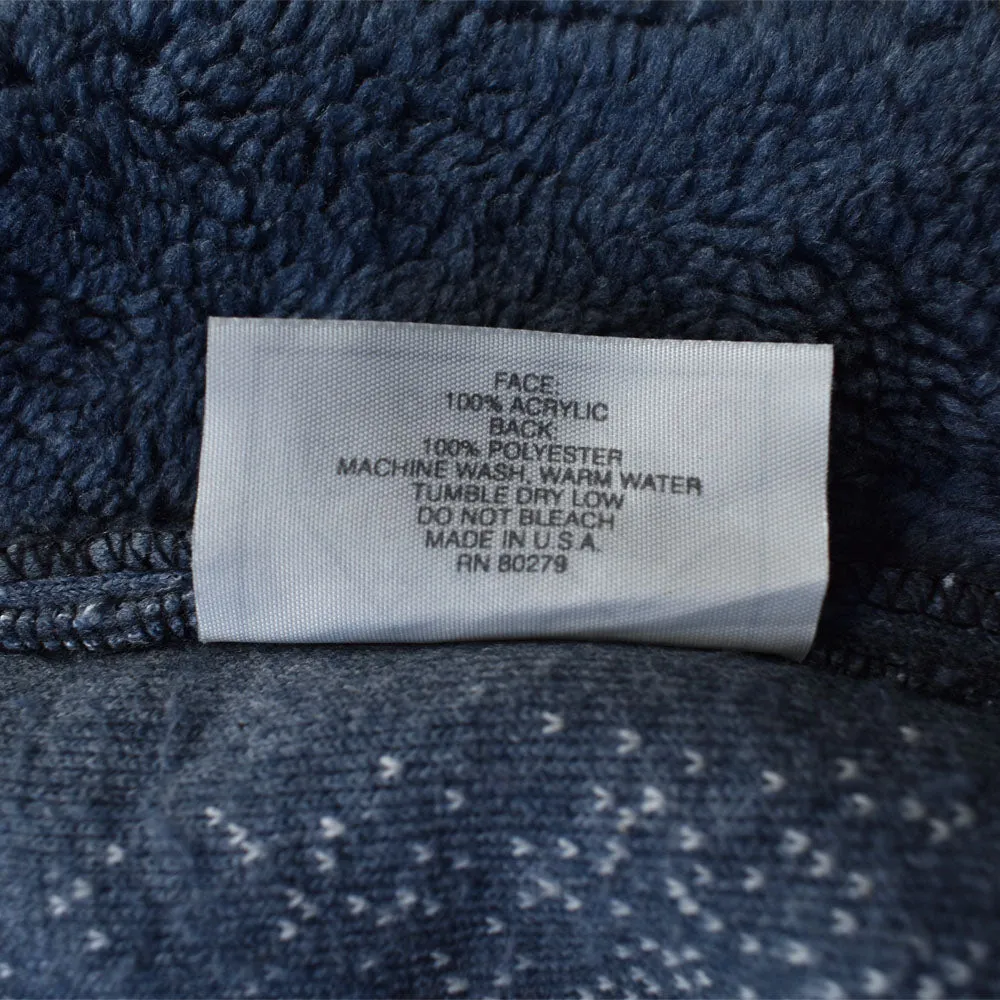 FACE:
100% ACRYLIC
BACK:
100% POLYESTER
MACHINE WASH, WARM WATER
TUMBLE DRY LOW
DO NOT BLEACH
MADE IN U.S.A.
RN 80279